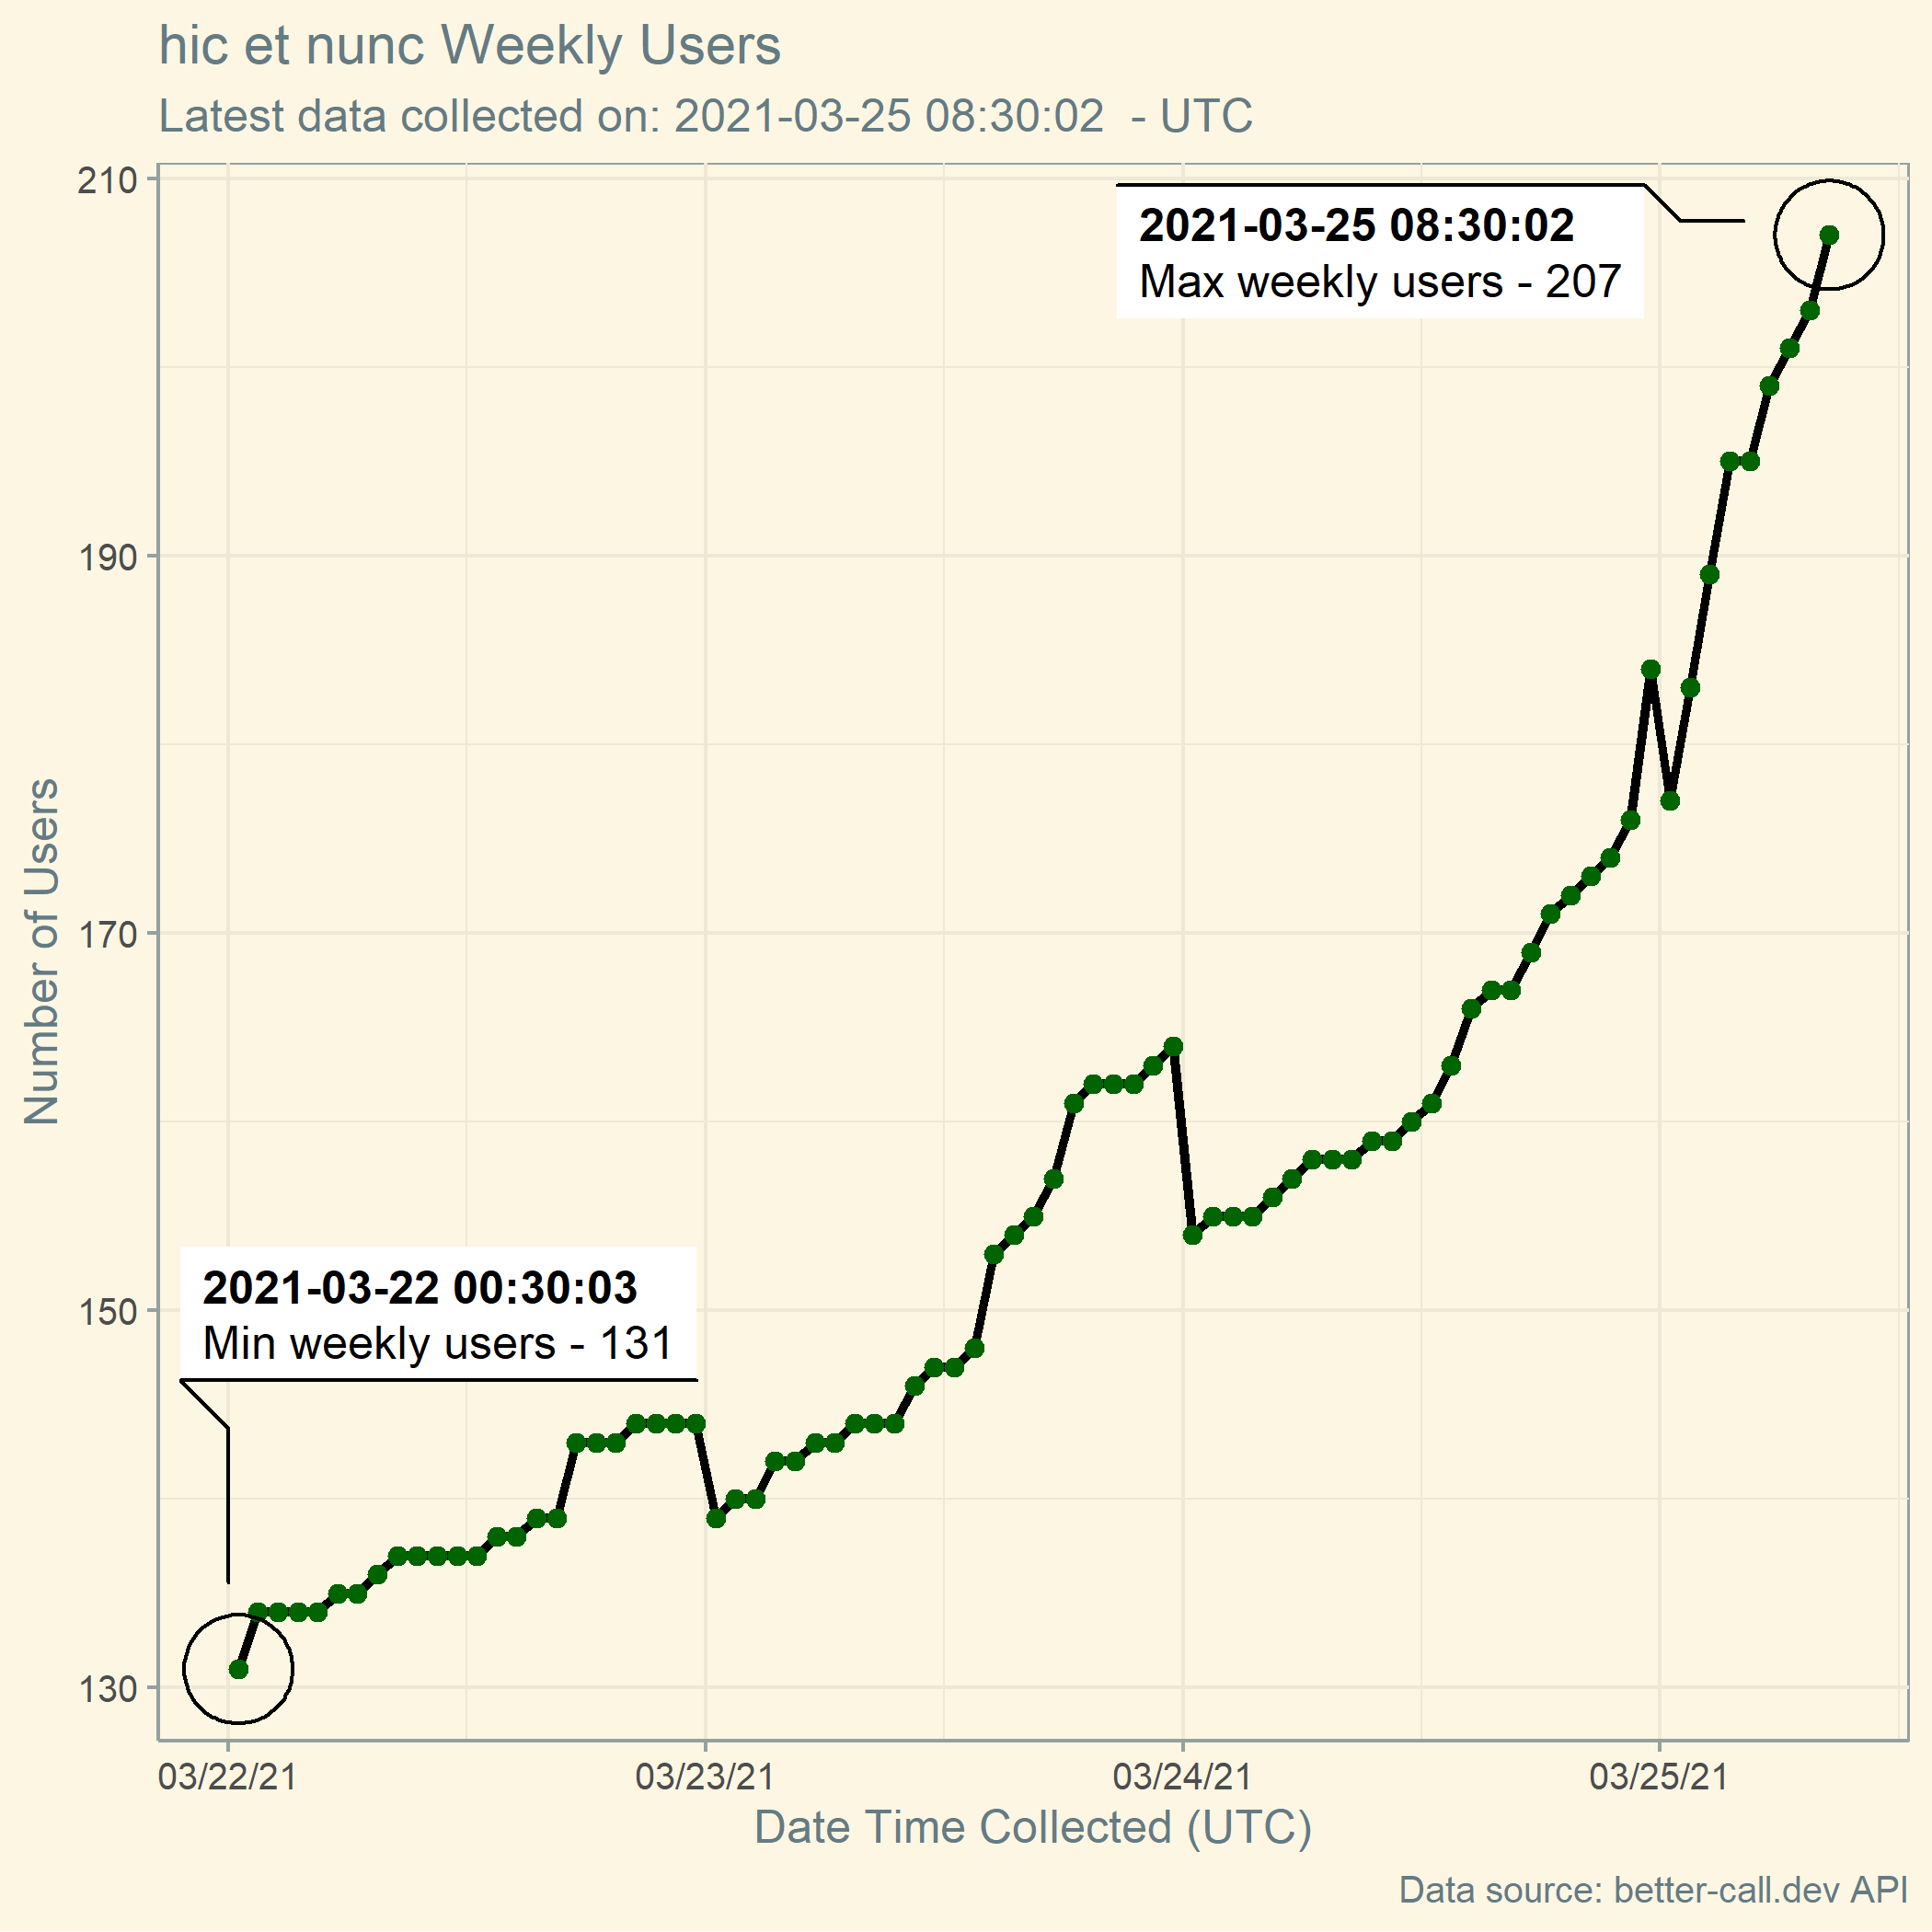 hic et nunc Weekly Users
Latest data collected on: 2021-03-25 08:30:02  - UTC
210
2021-03-25 08:30:02
Max weekly users - 207
190
Number of Users
170
2021-03-22 00:30:03
Min weekly users - 131
150
130
03/22/21 03/23/21 03/24/21 03/25/21
Date Time Collected (UTC)
Data source: better-call.dev API